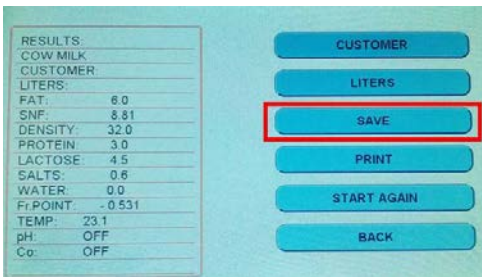 RESULTS:
COW MILK
CUSTOMER:
LITERS:
FAT: 6.0
SNF: 8.81
DENSITY: 32.0
PROTEIN: 3.0
LACTOSE: 4.5
SALTS: 0.6
WATER: 0.0
Fr.POINT: - 0.531
TEMP: 23.1
pH: OFF
Co: OFF
CUSTOMER
LITERS
SAVE
PRINT
START AGAIN
BACK